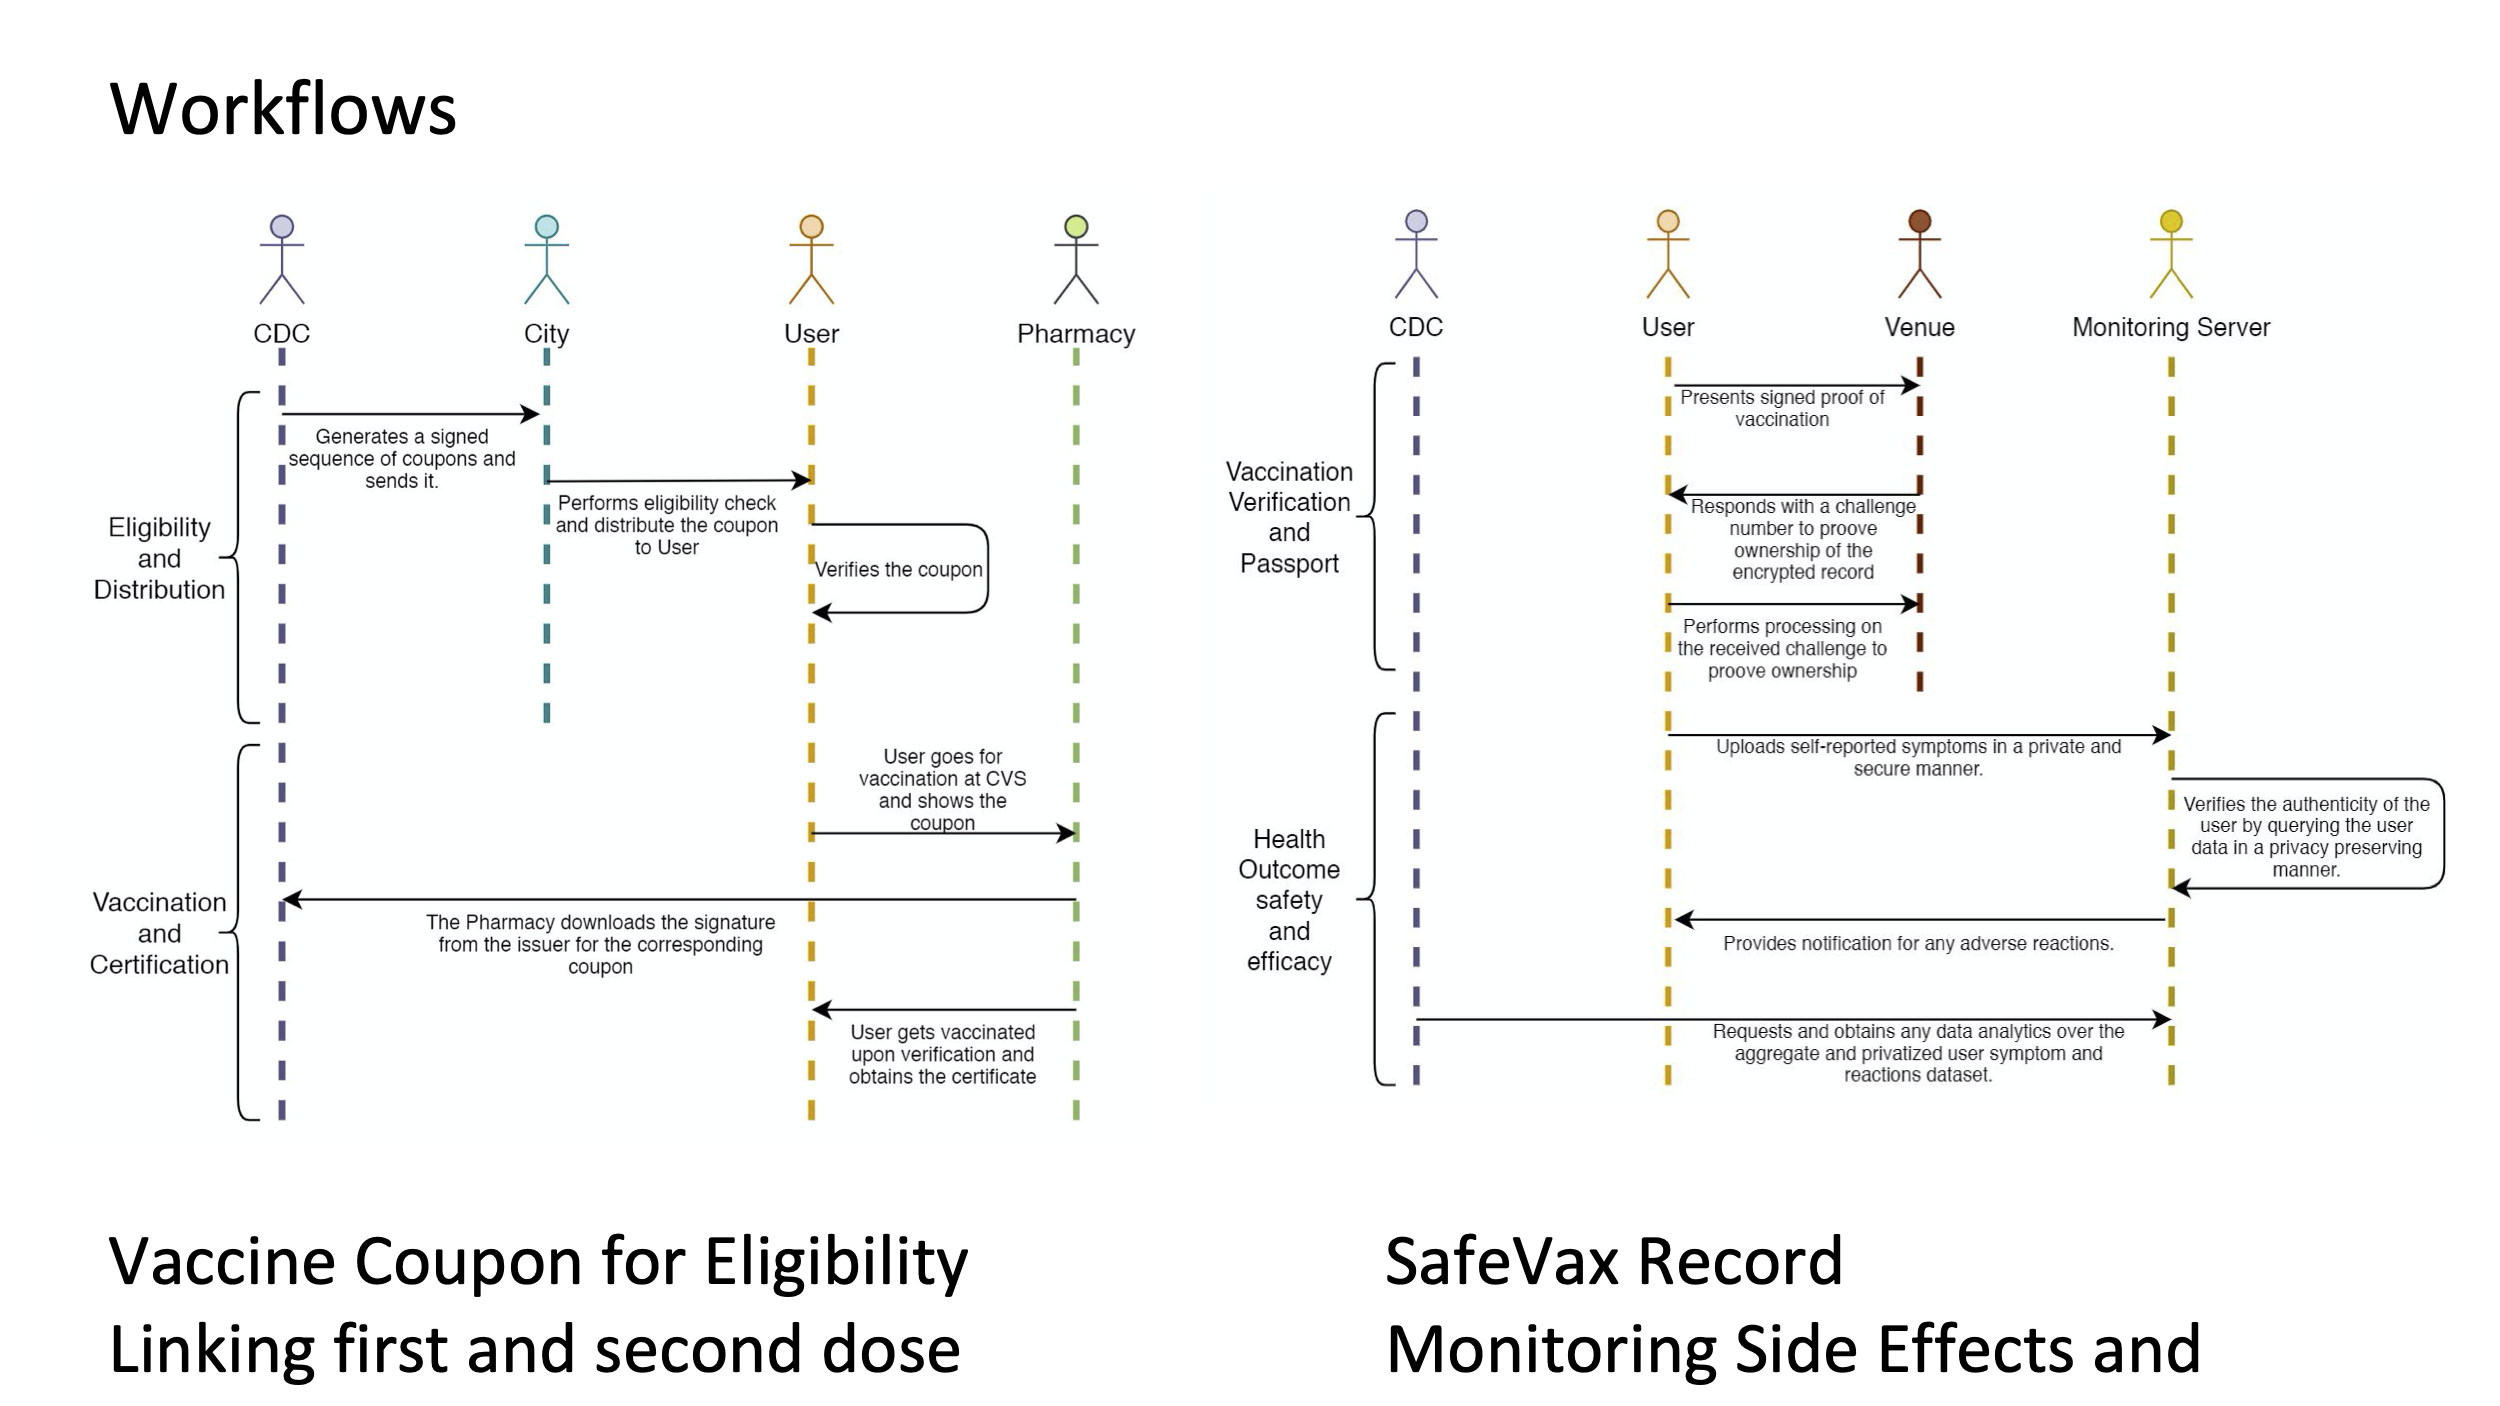 Workflows
CDC
City
User
Pharmacy
Eligibility
and
Distribution
Generates a signed
sequence of coupons and
sends it.
Performs eligibility check
and distribute the coupon
to User
Verifies the coupon
Vaccination
and
Certification
User goes for
vaccination at CVS
and shows the
coupon
The Pharmacy downloads the signature
from the issuer for the corresponding
coupon
User gets vaccinated
upon verification and
obtains the certificate
CDC
User
Venue
Monitoring Server
Vaccination
Verification
and
Passport
Presents signed proof of
vaccination
Responds with a challenge
number to proove
ownership of the
encrypted record
Performs processing on
the received challenge to
proove ownership
Health
Outcome
safety
and
efficacy
Uploads self-reported symptoms in a private and
secure manner.
Verifies the authenticity of the
user by querying the user
data in a privacy preserving
manner.
Provides notification for any adverse reactions.
Requests and obtains any data analytics over the
aggregate and privatized user symptom and
reactions dataset.
Vaccine Coupon for Eligibility
Linking first and second dose
SafeVax Record
Monitoring Side Effects and